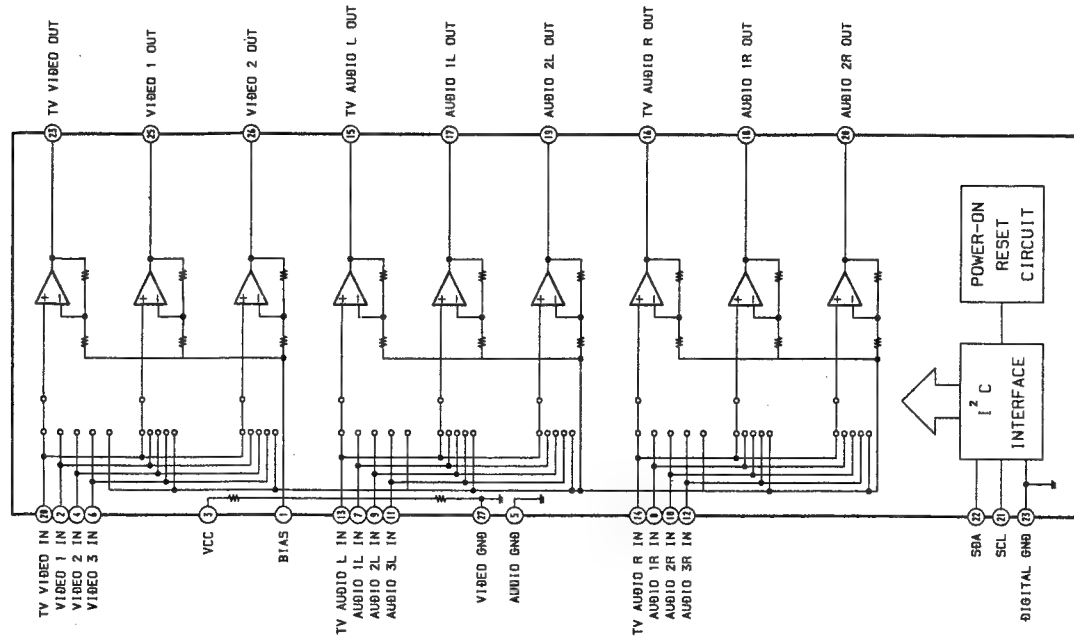 TV VIDEO OUT
VIDEO 1 OUT
VIDEO 2 OUT
TV AUDIO L OUT
AUDIO 1L OUT
AUDIO 2L OUT
TV AUDIO R OUT
AUDIO 1R OUT
AUDIO 2R OUT
25
26
15
17
19
16
18
20
+ −
+ −
+ −
+ −
+ −
+ −
+ −
+ −
+ −
POWER-ON
RESET
CIRCUIT
I² C
INTERFACE
28
2
4
6
3
1
13
7
9
11
27
5
14
8
10
12
22
21
23
TV VIDEO IN
VIDEO 1 IN
VIDEO 2 IN
VIDEO 3 IN
VCC
BIAS
TV AUDIO L IN
AUDIO 1L IN
AUDIO 2L IN
AUDIO 3L IN
VIDEO GND
AUDIO GND
TV AUDIO R IN
AUDIO 1R IN
AUDIO 2R IN
AUDIO 3R IN
SDA
SCL
DIGITAL GND